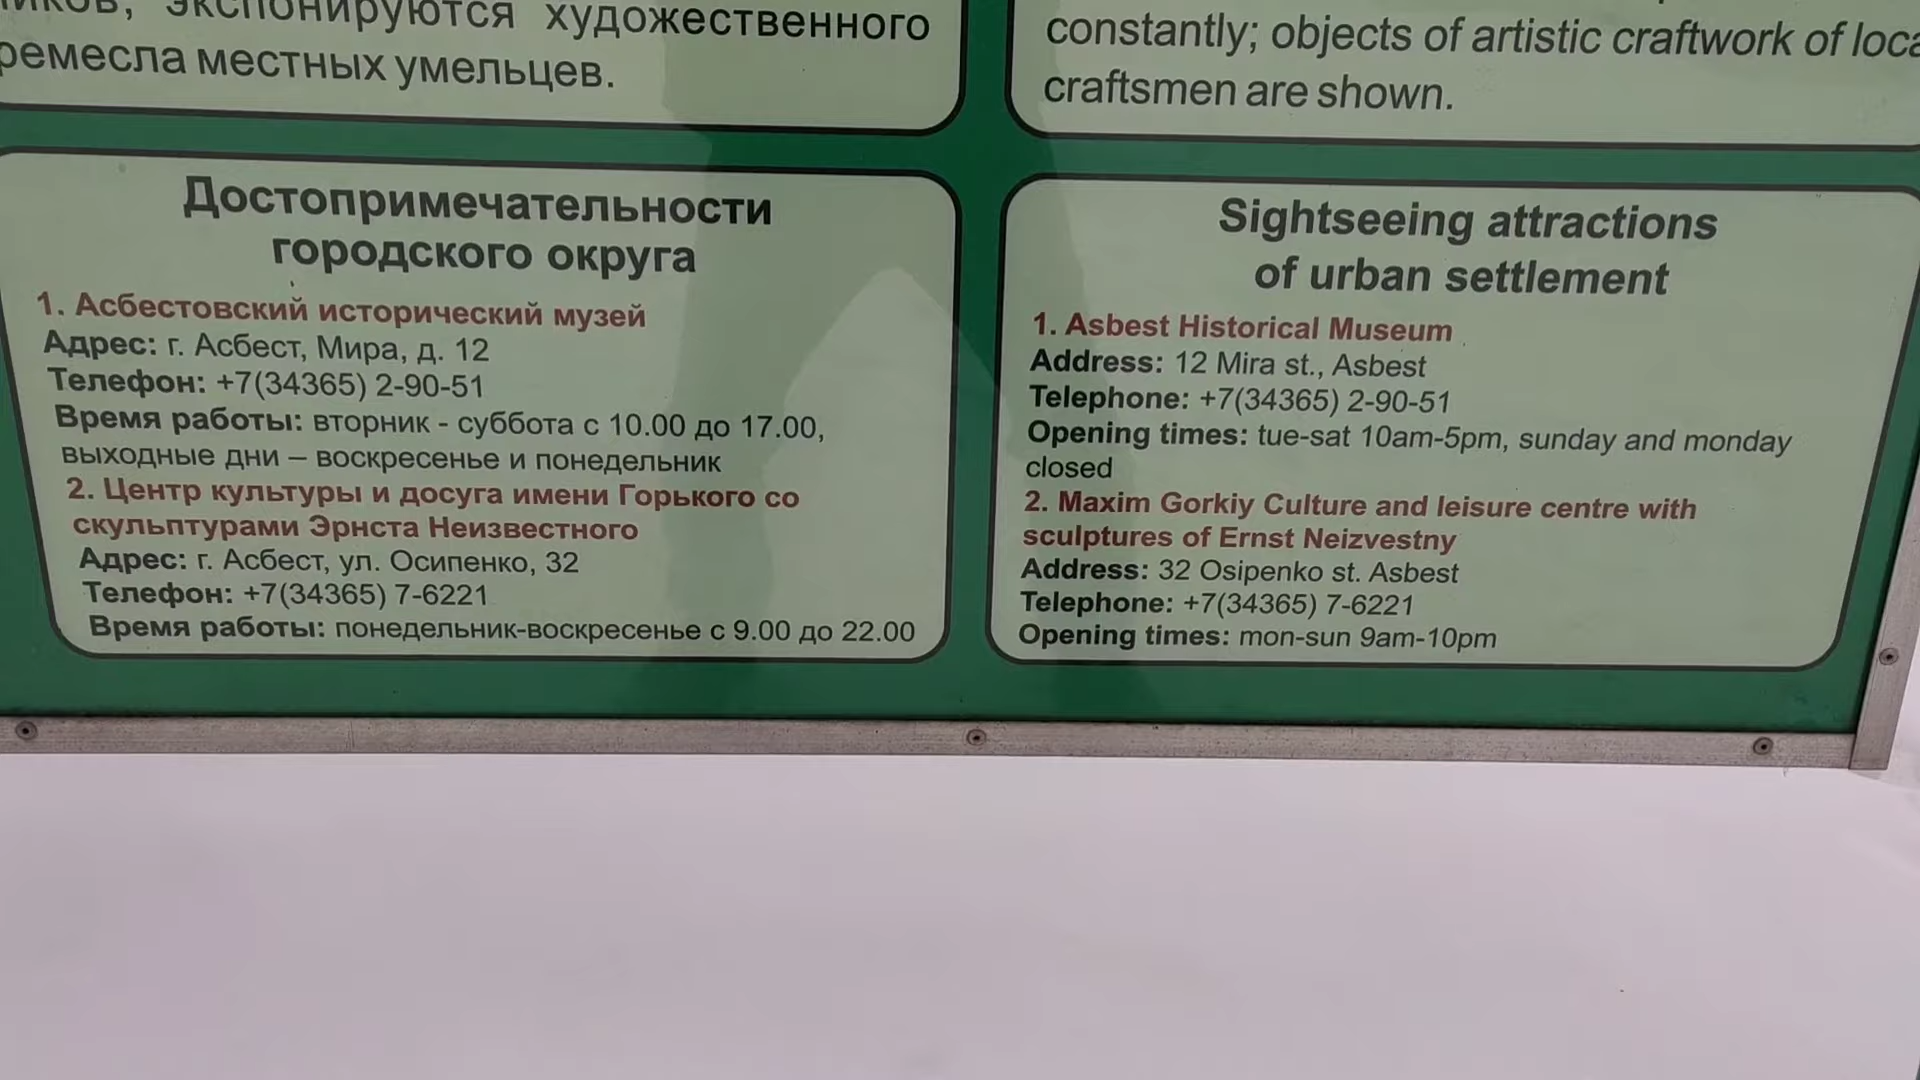 экспонируются художественного
ремесла местных умельцев.
Достопримечательности
городского округа
1. Асбестовский исторический музей
Адрес: г. Асбест, Мира, д. 12
Телефон: +7(34365) 2-90-51
Время работы: вторник - суббота с 10.00 до 17.00,
выходные дни – воскресенье и понедельник
2. Центр культуры и досуга имени Горького со
скульптурами Эрнста Неизвестного
Адрес: г. Асбест, ул. Осипенко, 32
Телефон: +7(34365) 7-6221
Время работы: понедельник-воскресенье с 9.00 до 22.00
constantly; objects of artistic craftwork of
craftsmen are shown.
Sightseeing attractions
of urban settlement
1. Asbest Historical Museum
Address: 12 Mira st., Asbest
Telephone: +7(34365) 2-90-51
Opening times: tue-sat 10am-5pm, sunday and monday
closed
2. Maxim Gorkiy Culture and leisure centre with
sculptures of Ernst Neizvestny
Address: 32 Osipenko st. Asbest
Telephone: +7(34365) 7-6221
Opening times: mon-sun 9am-10pm